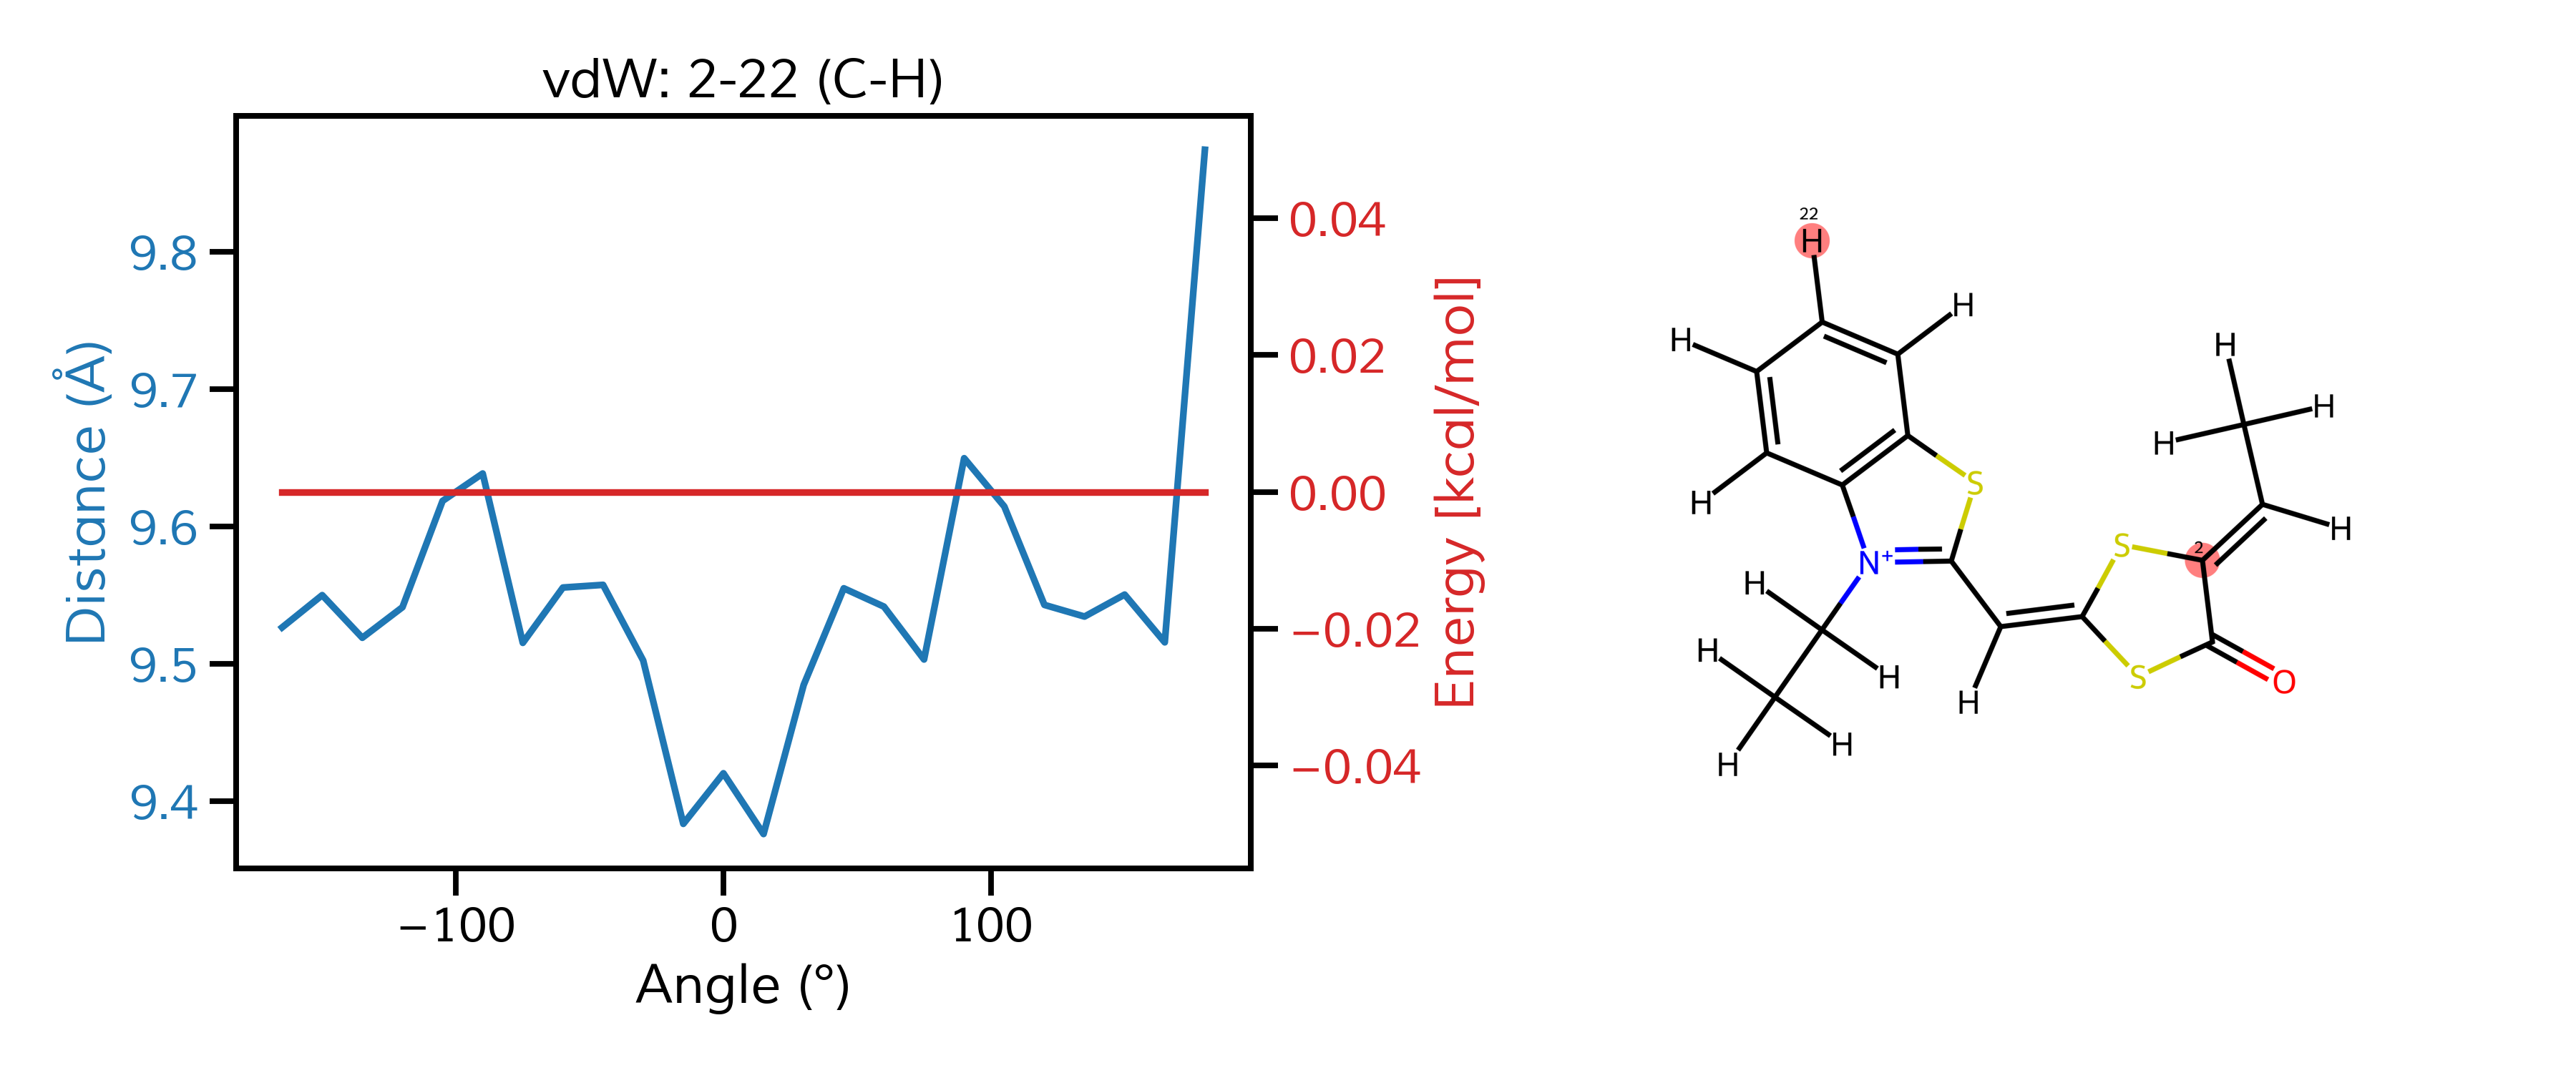 vdW: 2-22 (C-H)
Distance (Å)
9.8
9.7
9.6
9.5
9.4
0.04
0.02
0.00
−0.02
−0.04
Energy [kcal/mol]
−100 0 100
Angle (°)
22
H
H
H
H
H
H
S
H
S
2
H
N+
H
H
H
S
O
H
H
H